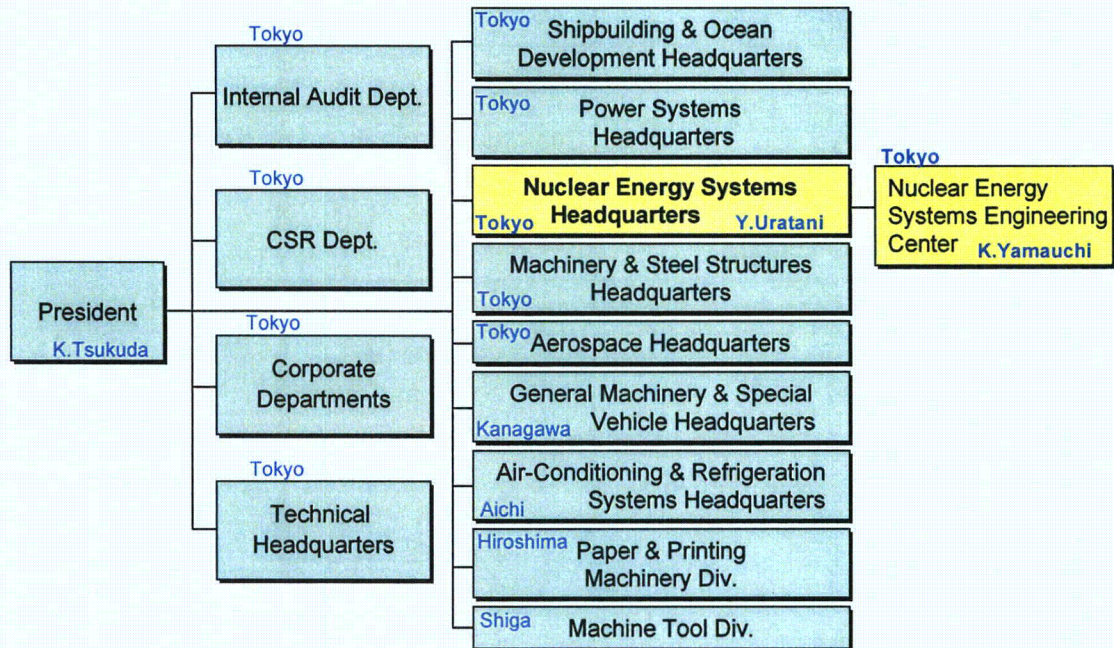 Tokyo
Internal Audit Dept.
Tokyo
CSR Dept.
President
K.Tsukuda
Tokyo
Corporate
Departments
Tokyo
Technical
Headquarters
Tokyo
Shipbuilding & Ocean
Development Headquarters
Tokyo
Power Systems
Headquarters
Nuclear Energy Systems
Headquarters
Tokyo
Y.Uratani
Tokyo
Nuclear Energy
Systems Engineering
Center K.Yamauchi
Machinery & Steel Structures
Headquarters
Tokyo
Tokyo
Aerospace Headquarters
General Machinery & Special
Vehicle Headquarters
Kanagawa
Air-Conditioning & Refrigeration
Systems Headquarters
Aichi
Hiroshima
Paper & Printing
Machinery Div.
Shiga
Machine Tool Div.